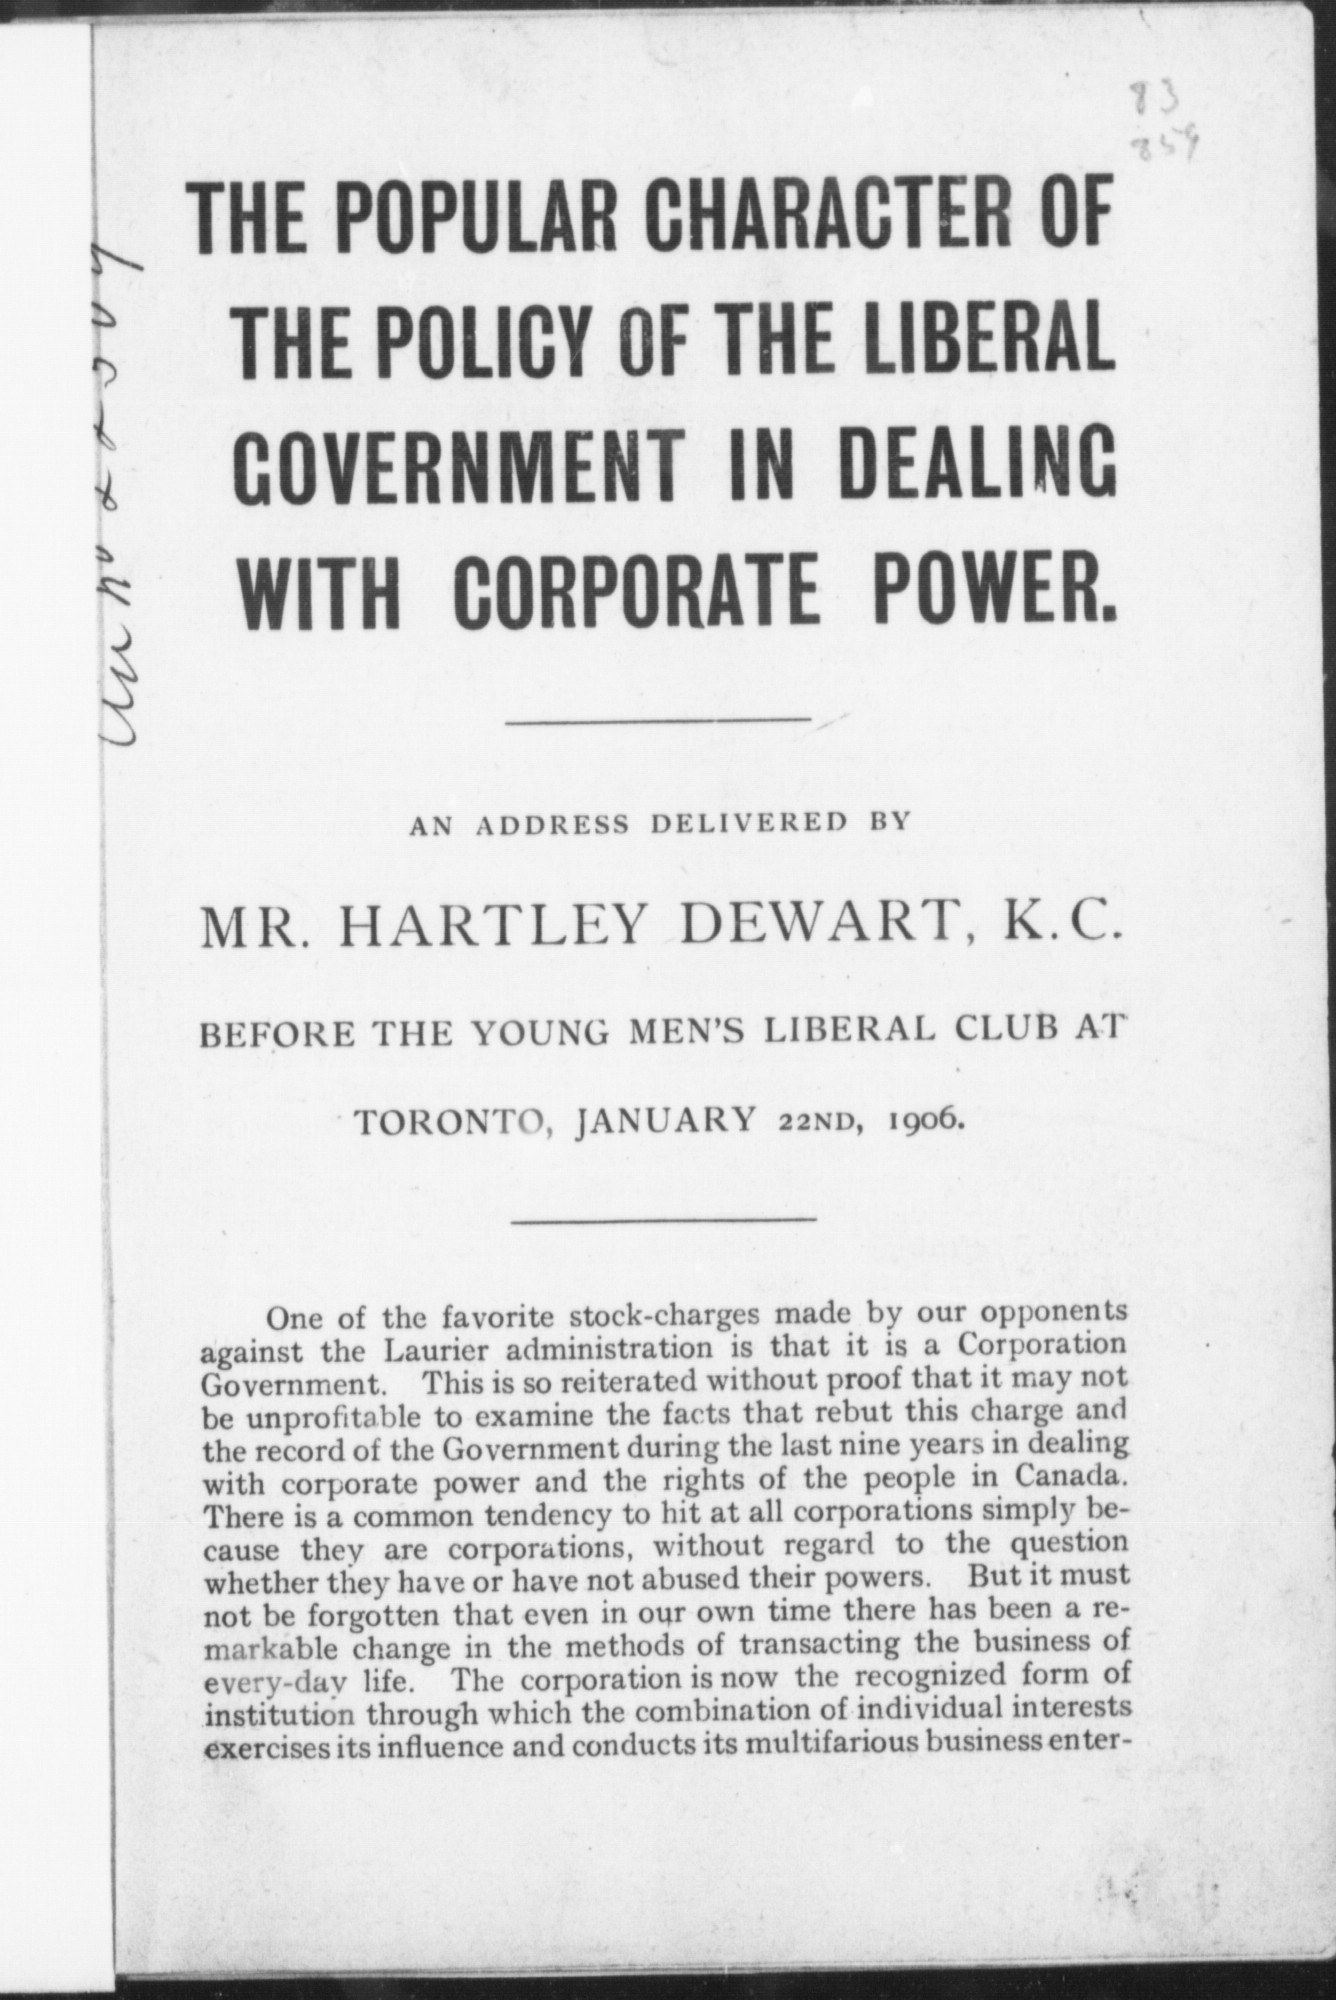 83
859
THE POPULAR CHARACTER OF
THE POLICY OF THE LIBERAL
GOVERNMENT IN DEALING
WITH CORPORATE POWER.
AN ADDRESS DELIVERED BY
MR. HARTLEY DEWART, K.C.
BEFORE THE YOUNG MEN'S LIBERAL CLUB AT
TORONTO, JANUARY 22ND, 1906.
One of the favorite stock-charges made by our opponents
against the Laurier administration is that it is a Corporation
Government. This is so reiterated without proof that it may not
be unprofitable to examine the facts that rebut this charge and
the record of the Government during the last nine years in dealing
with corporate power and the rights of the people in Canada.
There is a common tendency to hit at all corporations simply be-
cause they are corporations, without regard to the question
whether they have or have not abused their powers. But it must
not be forgotten that even in our own time there has been a re-
markable change in the methods of transacting the business of
every-day life. The corporation is now the recognized form of
institution through which the combination of individual interests
exercises its influence and conducts its multifarious business enter-